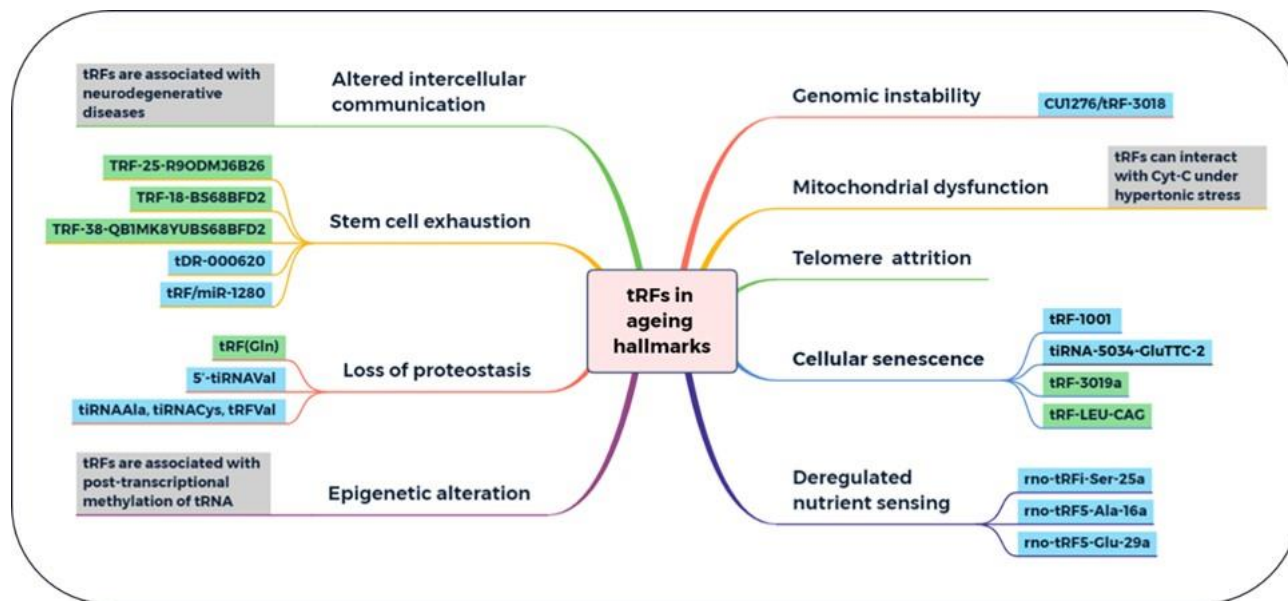 tRFs in
ageing
hallmarks
Altered intercellular
communication
tRFs are associated with
neurodegenerative
diseases
Stem cell exhaustion
TRF-25-R9ODMJ6B26
TRF-18-BS68BFD2
TRF-38-QB1MK8YUBS68BFD2
tDR-000620
tRF/miR-1280
Loss of proteostasis
tRF(Gln)
5'-tiRNAVal
tiRNAAla, tiRNACys, tRFVal
Epigenetic alteration
tRFs are associated with
post-transcriptional
methylation of tRNA
Genomic instability
CU1276/tRF-3018
Mitochondrial dysfunction
tRFs can interact
with Cyt-C under
hypertonic stress
Telomere attrition
Cellular senescence
tRF-1001
tiRNA-5034-GluTTC-2
tRF-3019a
tRF-LEU-CAG
Deregulated
nutrient sensing
rno-tRFi-Ser-25a
rno-tRF5-Ala-16a
rno-tRF5-Glu-29a